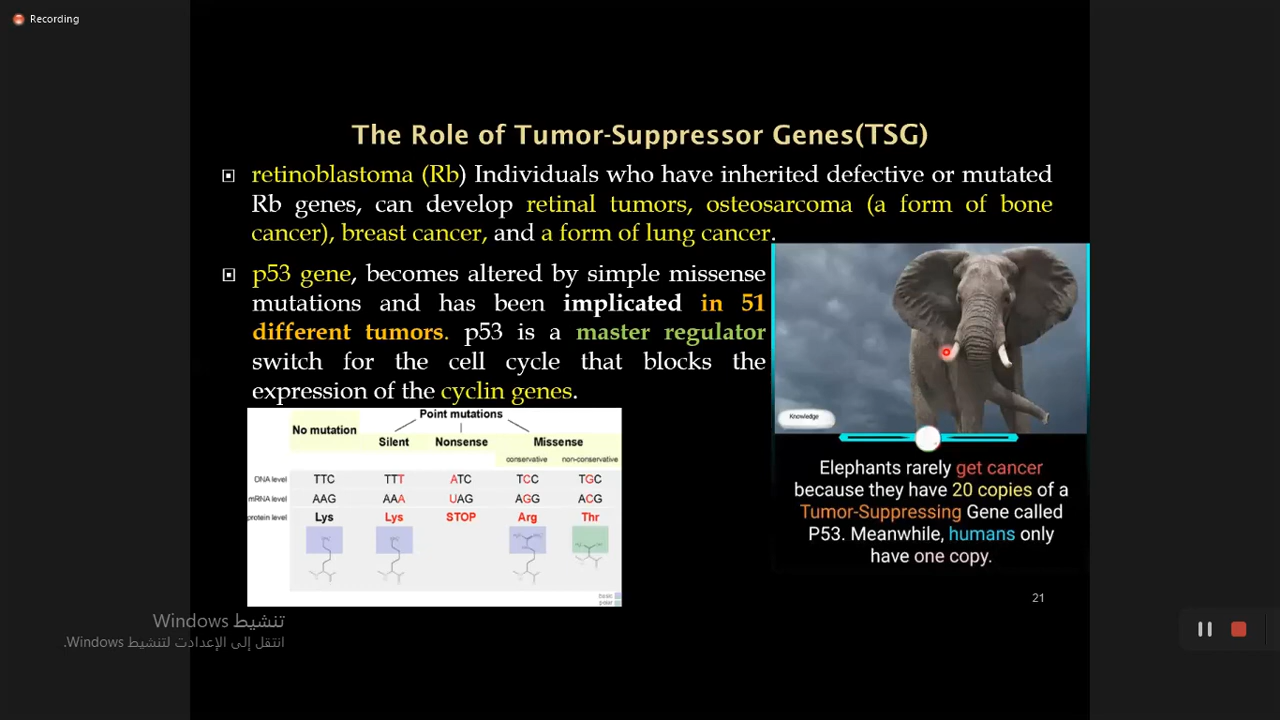 Recording
The Role of Tumor-Suppressor Genes(TSG)
retinoblastoma (Rb) Individuals who have inherited defective or mutated
Rb genes, can develop retinal tumors, osteosarcoma (a form of bone
cancer), breast cancer, and a form of lung cancer.
p53 gene, becomes altered by simple missense
mutations and has been implicated in 51
different tumors. p53 is a master regulator
switch for the cell cycle that blocks the
expression of the cyclin genes.
Point mutations
No mutation
Silent Nonsense Missense
conservative non-conservative
DNA level TTC TTT ATC TCC TGC
mRNA level AAG AAA UAG AGG ACG
protein level Lys Lys STOP Arg Thr
basic
polar
Knowledge
Elephants rarely get cancer
because they have 20 copies of a
Tumor-Suppressing Gene called
P53. Meanwhile, humans only
have one copy.
21
تنشيط Windows
انتقل إلى الإعدادت لتنشيط Windows.